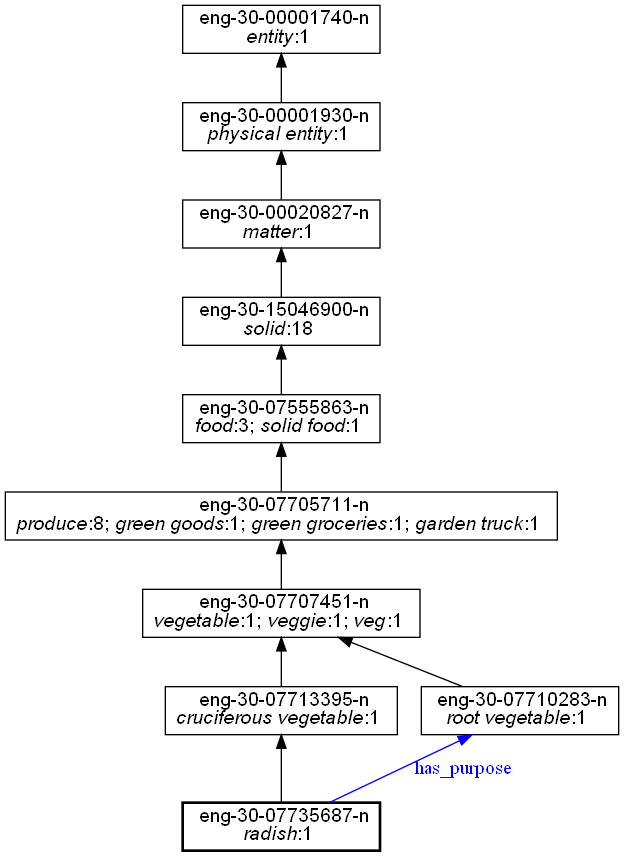 eng-30-00001740-n
entity:1
eng-30-00001930-n
physical entity:1
eng-30-00020827-n
matter:1
eng-30-15046900-n
solid:18
eng-30-07555863-n
food:3; solid food:1
eng-30-07705711-n
produce:8; green goods:1; green groceries:1; garden truck:1
eng-30-07707451-n
vegetable:1; veggie:1; veg:1
eng-30-07713395-n
cruciferous vegetable:1
eng-30-07710283-n
root vegetable:1
has_purpose
eng-30-07735687-n
radish:1